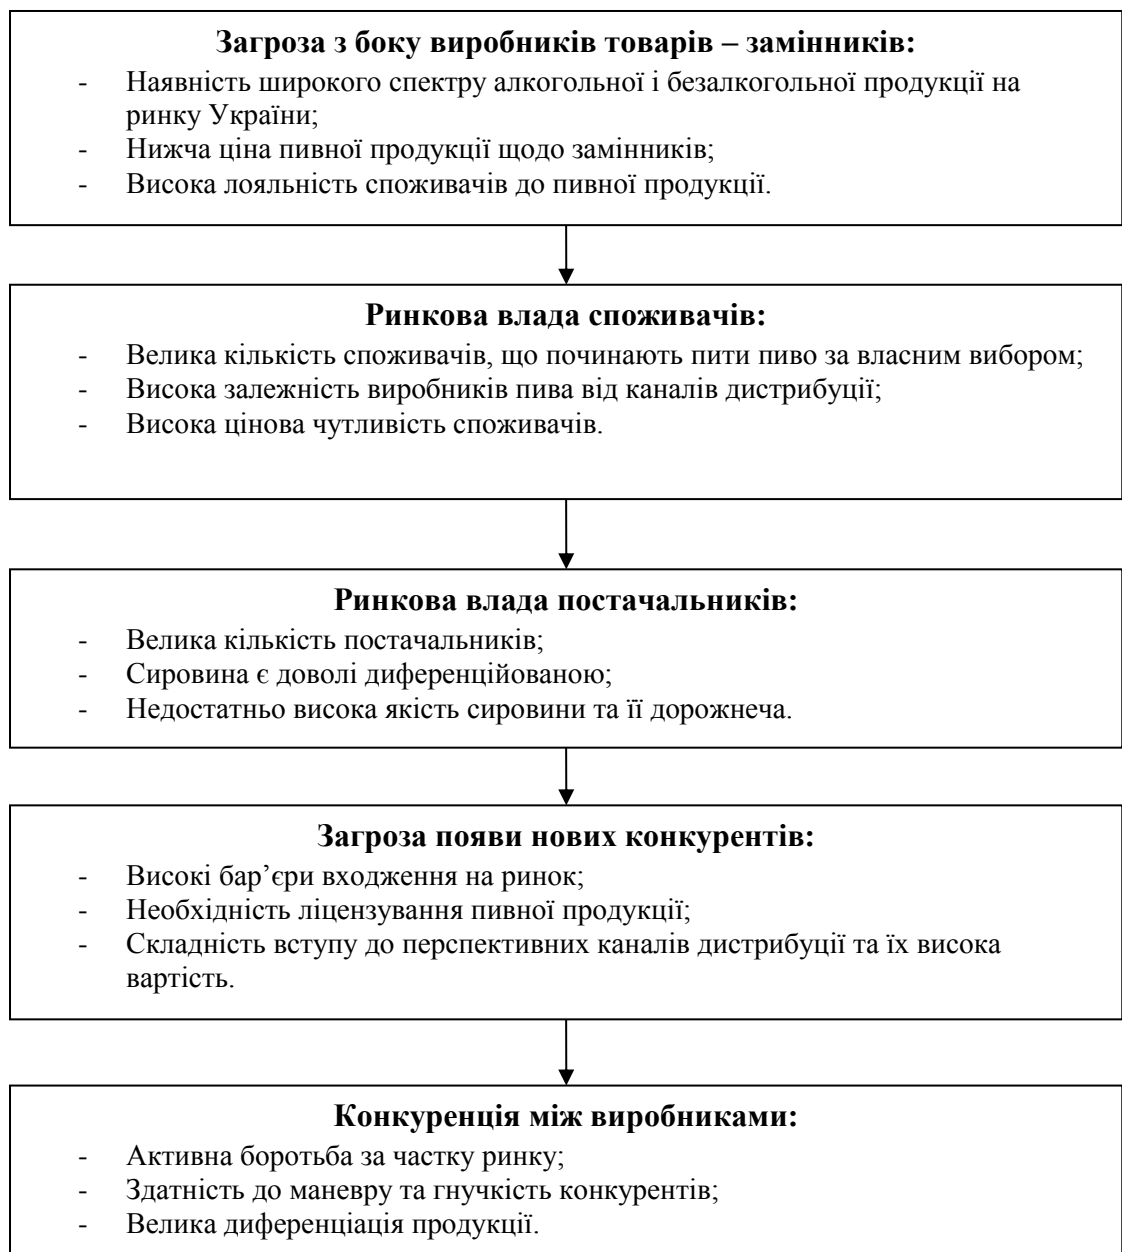 Загроза з боку виробників товарів – замінників:
- Наявність широкого спектру алкогольної і безалкогольної продукції на
ринку України;
- Нижча ціна пивної продукції щодо замінників;
- Висока лояльність споживачів до пивної продукції.
Ринкова влада споживачів:
- Велика кількість споживачів, що починають пити пиво за власним вибором;
- Висока залежність виробників пива від каналів дистрибуції;
- Висока цінова чутливість споживачів.
Ринкова влада постачальників:
- Велика кількість постачальників;
- Сировина є доволі диференційованою;
- Недостатньо висока якість сировини та її дорожнеча.
Загроза появи нових конкурентів:
- Високі бар’єри входження на ринок;
- Необхідність ліцензування пивної продукції;
- Складність вступу до перспективних каналів дистрибуції та їх висока
вартість.
Конкуренція між виробниками:
- Активна боротьба за частку ринку;
- Здатність до маневру та гнучкість конкурентів;
- Велика диференціація продукції.